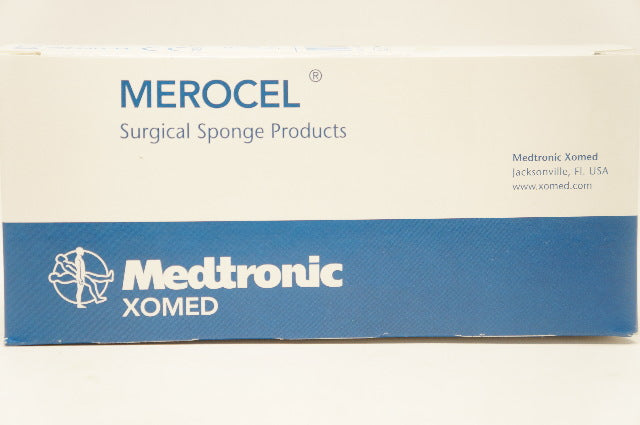 MEROCEL ®
Surgical Sponge Products
Medtronic Xomed
Jacksonville, FL USA
www.xomed.com
Medtronic
XOMED